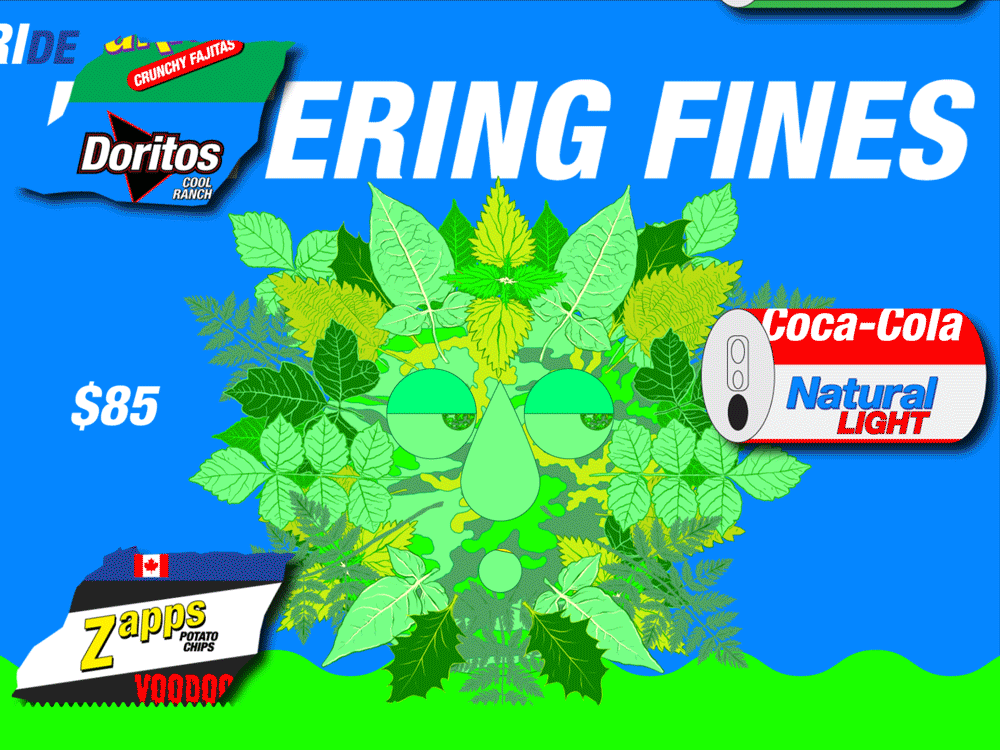 RIDE
CRUNCHY FAJITAS
ERING FINES
Doritos
COOL
RANCH
Coca-Cola
$85
Natural
LIGHT
Zapps
POTATO
CHIPS
VOODOO